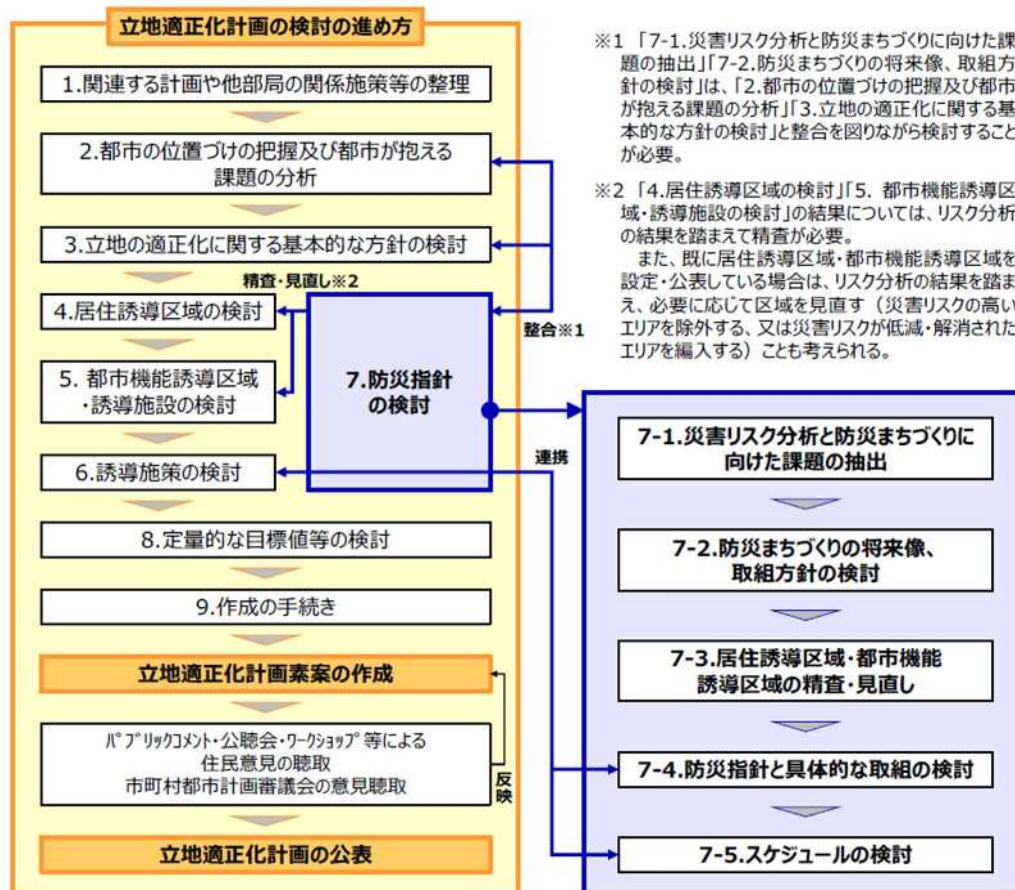 立地適正化計画の検討の進め方
1.関連する計画や他部局の関係施策等の整理
2.都市の位置づけの把握及び都市が抱える
課題の分析
3.立地の適正化に関する基本的な方針の検討
精査・見直し※2
4.居住誘導区域の検討
5. 都市機能誘導区域
・誘導施設の検討
6.誘導施策の検討
7.防災指針
の検討
整合※1
連携
8.定量的な目標値等の検討
9.作成の手続き
立地適正化計画素案の作成
ﾊﾟﾌﾞﾘｯｸｺﾒﾝﾄ・公聴会・ﾜｰｸｼｮｯﾌﾟ等による
住民意見の聴取
市町村都市計画審議会の意見聴取
反映
立地適正化計画の公表
※1 「7-1.災害リスク分析と防災まちづくりに向けた課
題の抽出」「7-2.防災まちづくりの将来像、取組方
針の検討」は、「2.都市の位置づけの把握及び都市
が抱える課題の分析」「3.立地の適正化に関する基
本的な方針の検討」と整合を図りながら検討すること
が必要。
※2 「4.居住誘導区域の検討」「5. 都市機能誘導区
域・誘導施設の検討」の結果については、リスク分析
の結果を踏まえて精査が必要。
また、既に居住誘導区域・都市機能誘導区域を
設定・公表している場合は、リスク分析の結果を踏ま
え、必要に応じて区域を見直す（災害リスクの高い
エリアを除外する、又は災害リスクが低減・解消された
エリアを編入する）ことも考えられる。
7-1.災害リスク分析と防災まちづくりに
向けた課題の抽出
7-2.防災まちづくりの将来像、
取組方針の検討
7-3.居住誘導区域・都市機能
誘導区域の精査・見直し
7-4.防災指針と具体的な取組の検討
7-5.スケジュールの検討